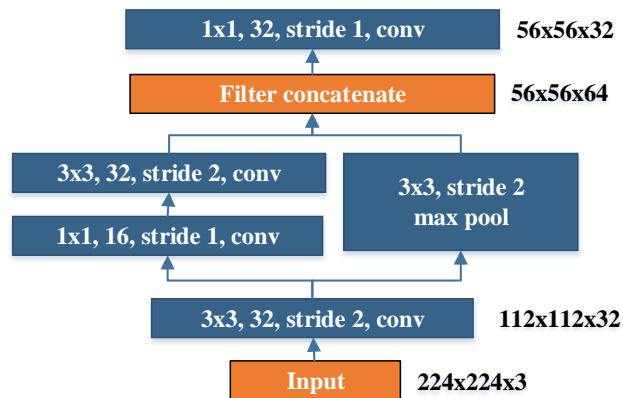 1x1, 32, stride 1, conv
56x56x32
Filter concatenate
56x56x64
3x3, 32, stride 2, conv
3x3, stride 2
max pool
1x1, 16, stride 1, conv
3x3, 32, stride 2, conv
112x112x32
Input
224x224x3